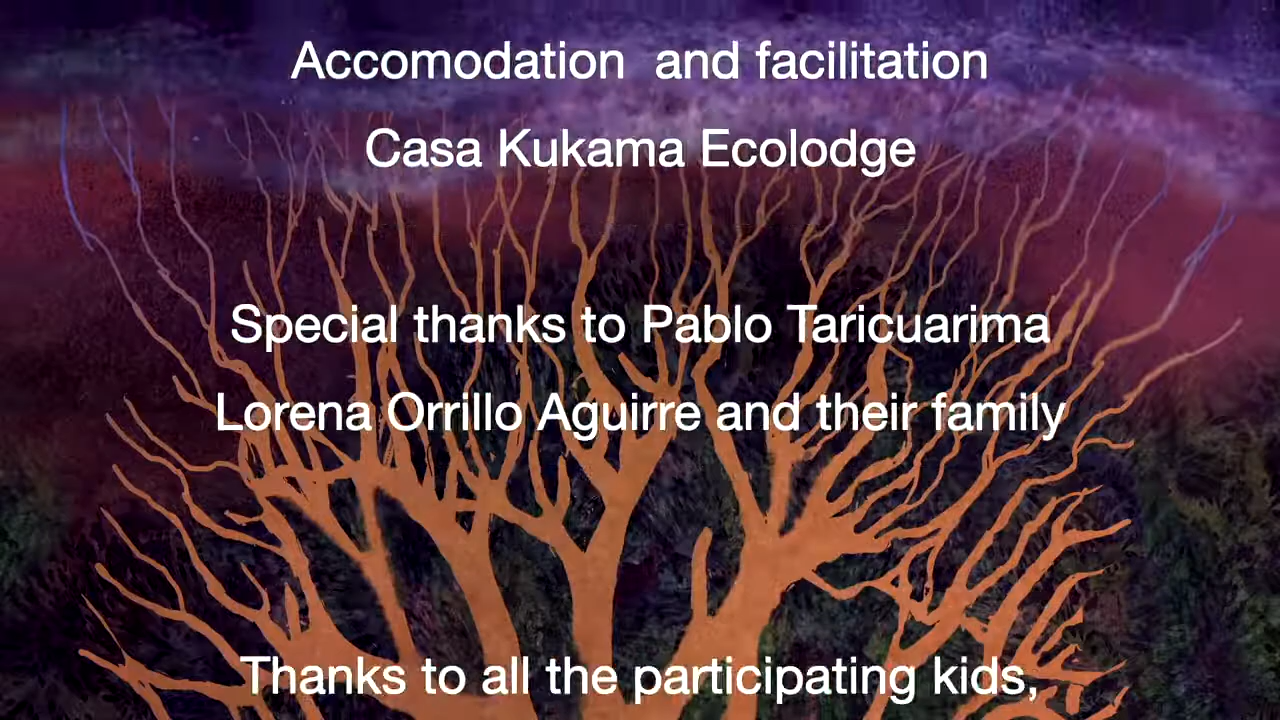 Accomodation  and facilitation
Casa Kukama Ecolodge
Special thanks to Pablo Taricuarima
Lorena Orrillo Aguirre and their family
Thanks to all the participating kids,